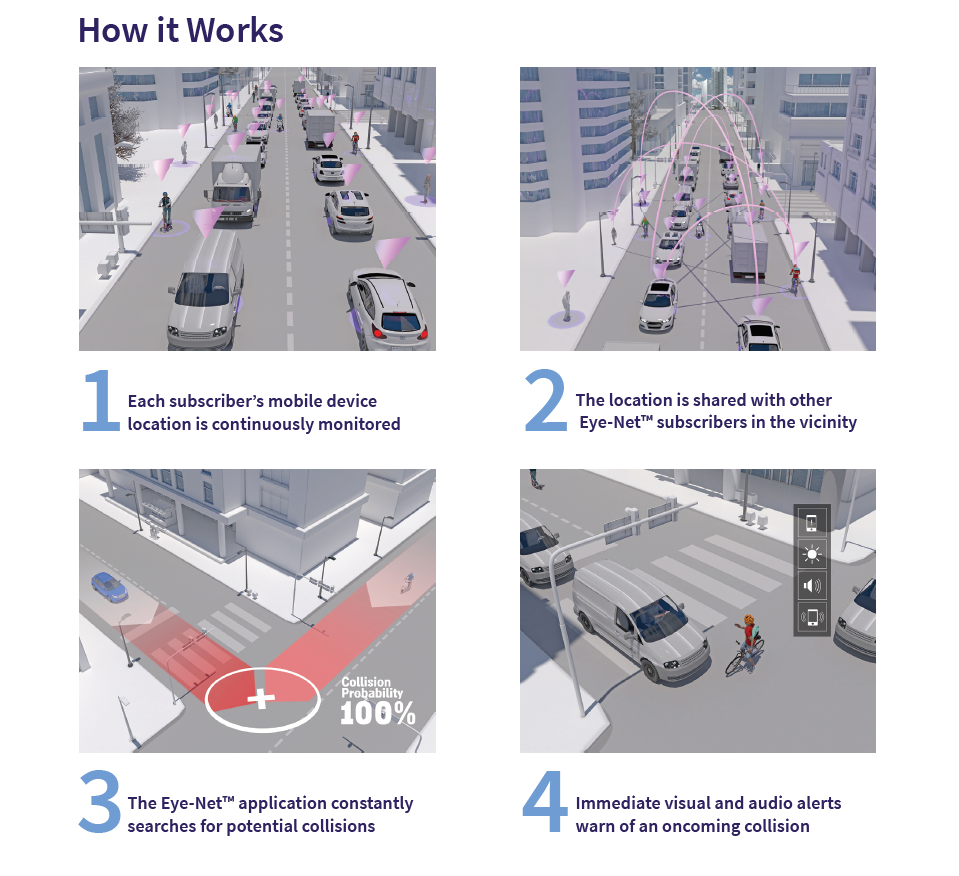 How it Works
1
Each subscriber’s mobile device
location is continuously monitored
2
The location is shared with other
Eye-Net™ subscribers in the vicinity
Collision
Probability
100%
3
The Eye-Net™ application constantly
searches for potential collisions
4
Immediate visual and audio alerts
warn of an oncoming collision